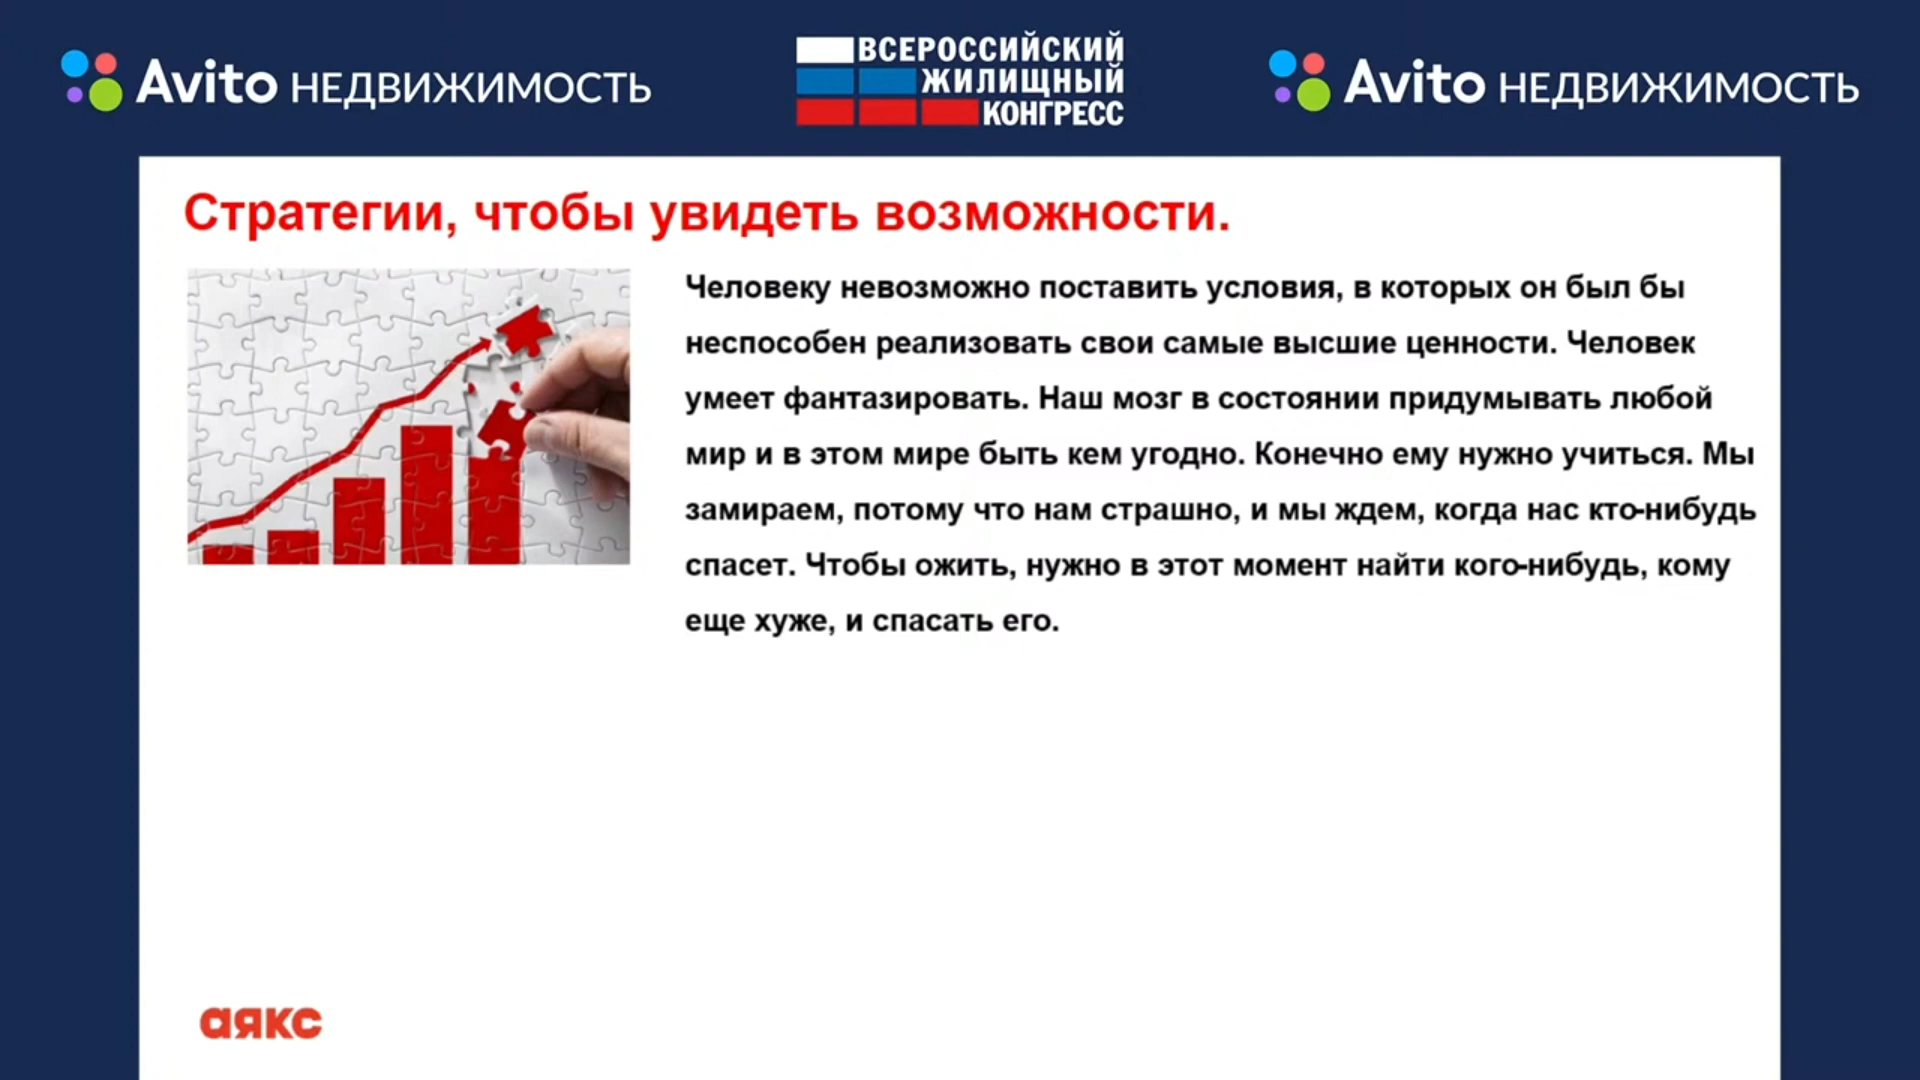 Avito НЕДВИЖИМОСТЬ
ВСЕРОССИЙСКИЙ
ЖИЛИЩНЫЙ
КОНГРЕСС
Avito НЕДВИЖИМОСТЬ
Стратегии, чтобы увидеть возможности.
Человеку невозможно поставить условия, в которых он был бы
неспособен реализовать свои самые высшие ценности. Человек
умеет фантазировать. Наш мозг в состоянии придумывать любой
мир и в этом мире быть кем угодно. Конечно ему нужно учиться. Мы
замираем, потому что нам страшно, и мы ждем, когда нас кто-нибудь
спасет. Чтобы ожить, нужно в этот момент найти кого-нибудь, кому
еще хуже, и спасать его.
аякс